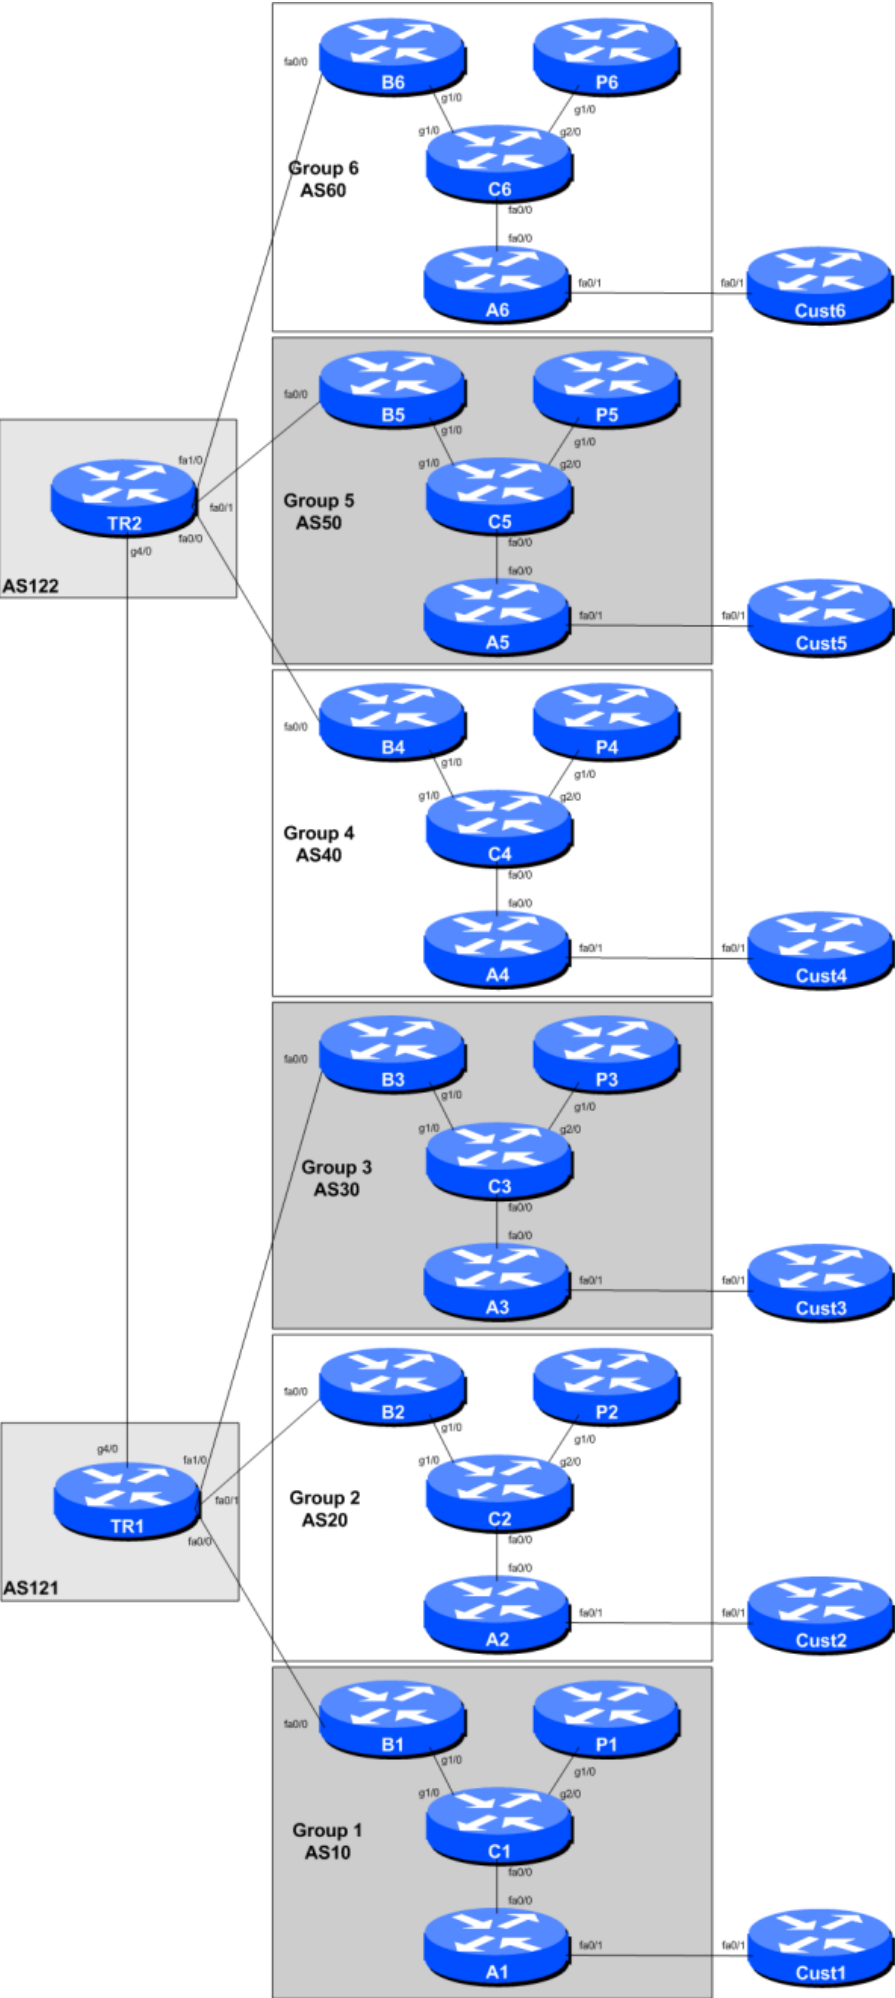 fa0/0
B6
P6
g1/0
g1/0
g1/0
g2/0
Group 6
AS60
C6
fa0/0
fa0/0
A6
fa0/1
fa0/1
Cust6
fa0/0
B5
P5
g1/0
g1/0
g1/0
g2/0
Group 5
AS50
C5
fa0/0
fa0/0
A5
fa0/1
fa0/1
Cust5
fa1/0
TR2
fa0/1
fa0/0
g4/0
AS122
fa0/0
B4
P4
g1/0
g1/0
g1/0
g2/0
Group 4
AS40
C4
fa0/0
fa0/0
A4
fa0/1
fa0/1
Cust4
fa0/0
B3
P3
g1/0
g1/0
g1/0
g2/0
Group 3
AS30
C3
fa0/0
fa0/0
A3
fa0/1
fa0/1
Cust3
fa0/0
B2
P2
g1/0
g1/0
g1/0
g2/0
Group 2
AS20
C2
fa0/0
fa0/0
A2
fa0/1
fa0/1
Cust2
g4/0
fa1/0
TR1
fa0/1
fa0/0
AS121
fa0/0
B1
P1
g1/0
g1/0
g1/0
g2/0
Group 1
AS10
C1
fa0/0
fa0/0
A1
fa0/1
fa0/1
Cust1